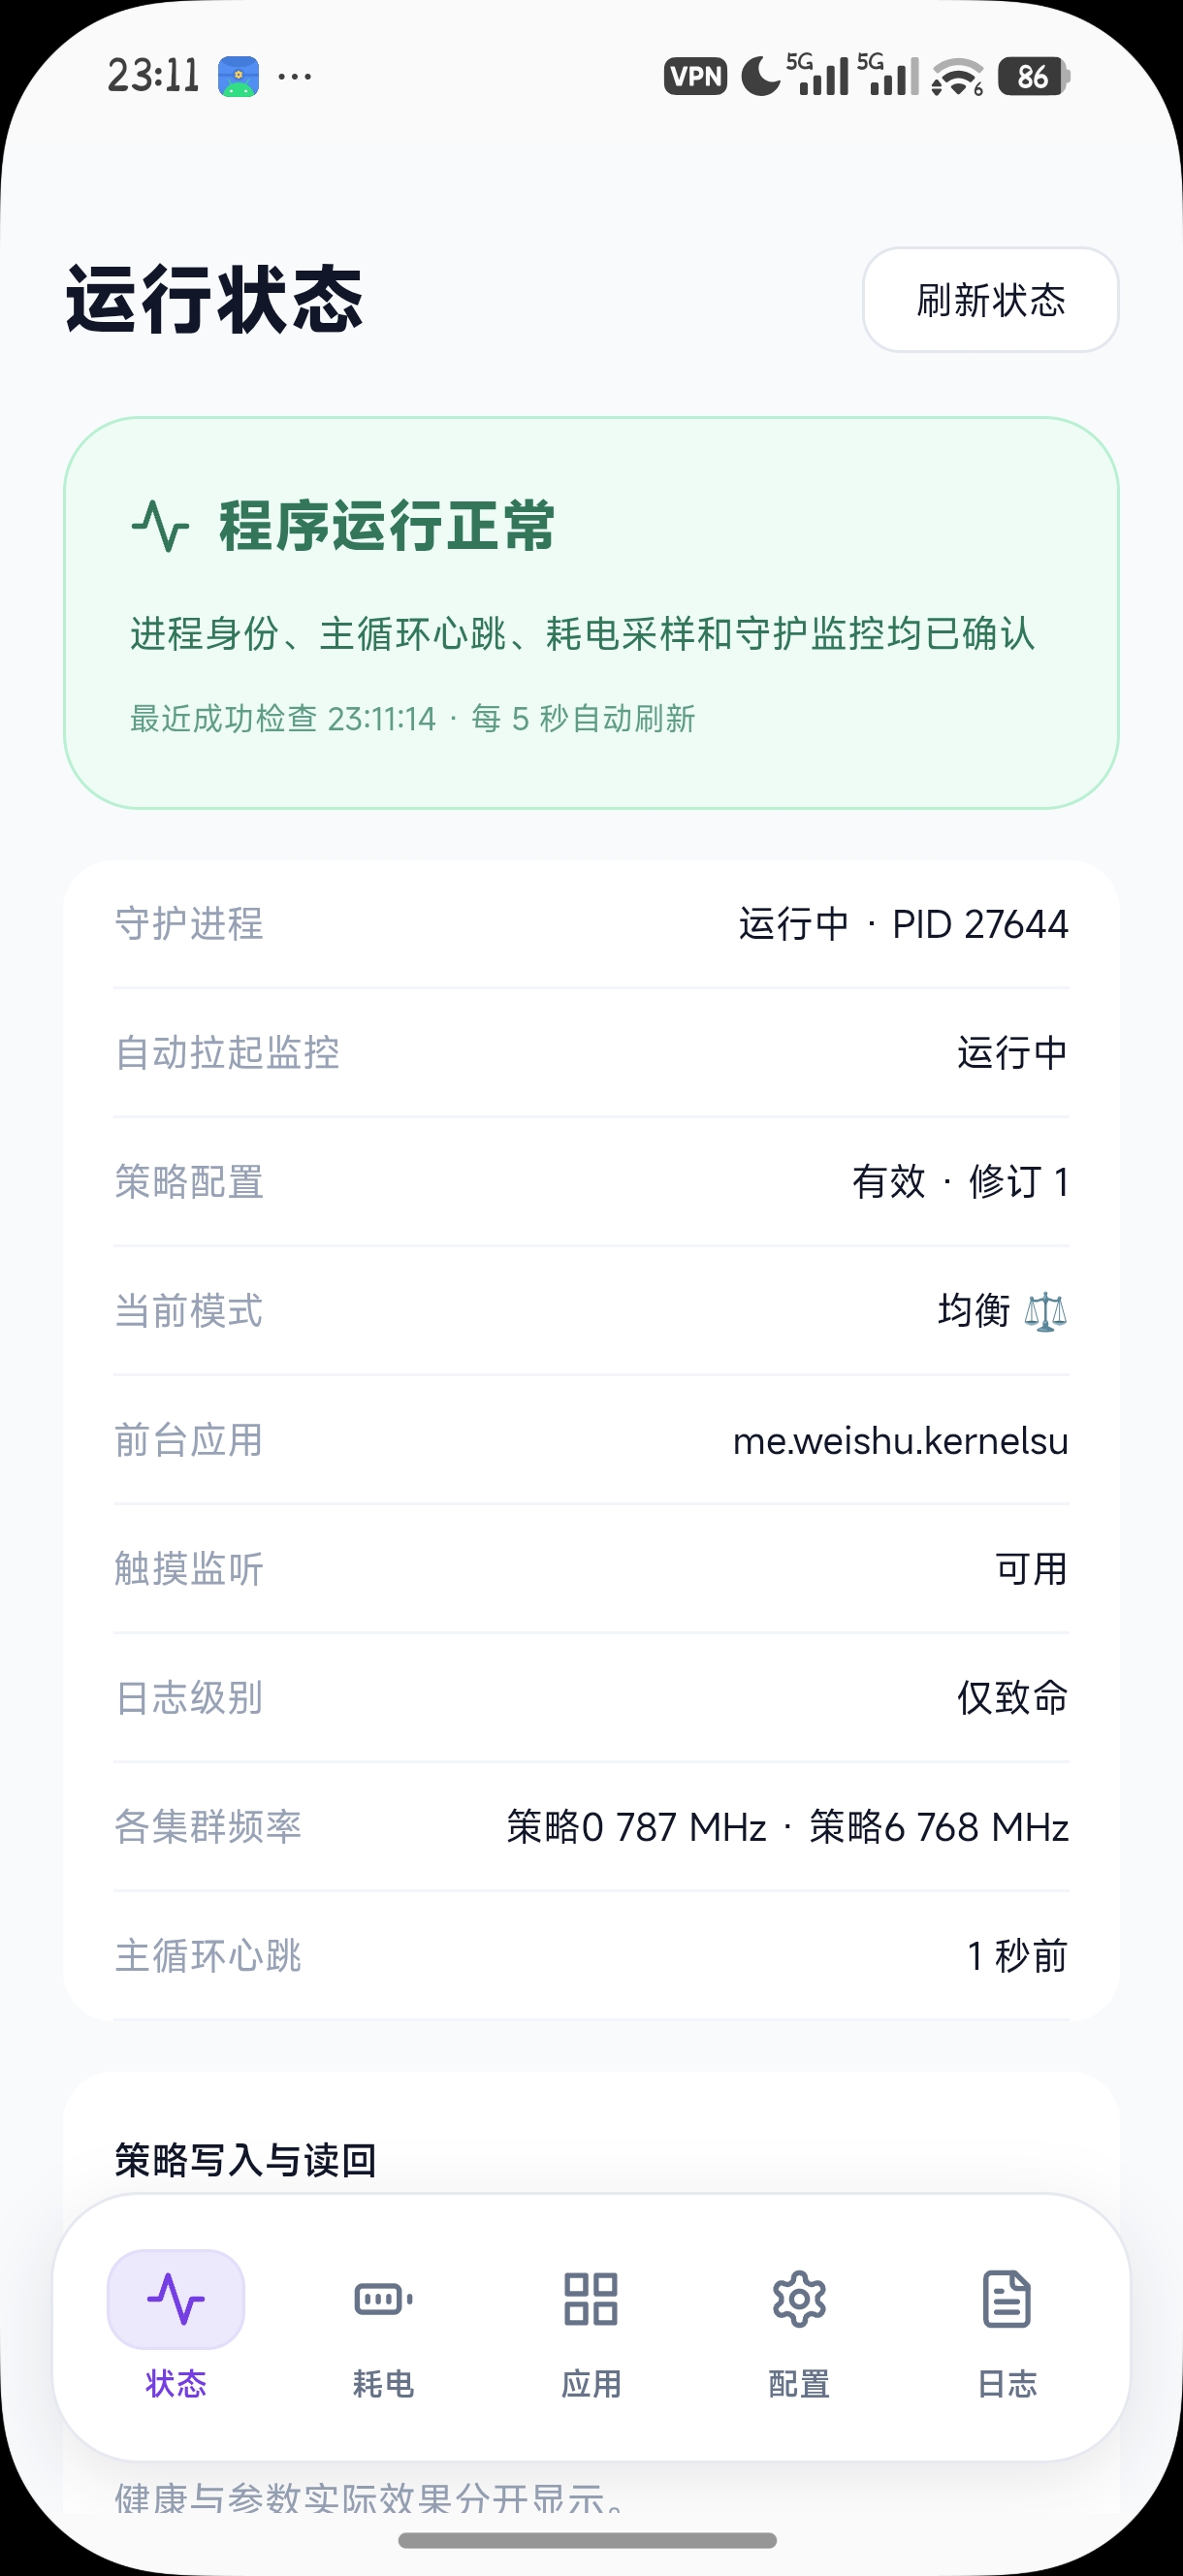 23:11 ... VPN 5G 5G 6 86
运行状态
刷新状态
程序运行正常
进程身份、主循环心跳、耗电采样和守护监控均已确认
最近成功检查 23:11:14 · 每 5 秒自动刷新
守护进程 运行中 · PID 27644
自动拉起监控 运行中
策略配置 有效 · 修订 1
当前模式 均衡 ⚖️
前台应用 me.weishu.kernelsu
触摸监听 可用
日志级别 仅致命
各集群频率 策略0 787 MHz · 策略6 768 MHz
主循环心跳 1 秒前
策略写入与读回
状态 耗电 应用 配置 日志
健康与参数实际效果分开显示。